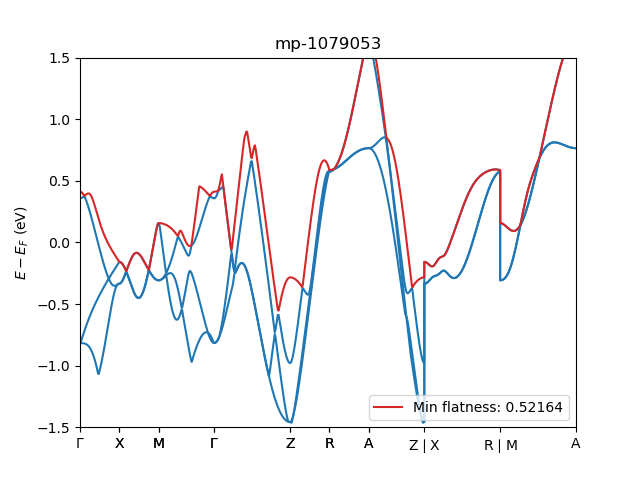 mp-1079053
E − E_F (eV)
1.5
1.0
0.5
0.0
−0.5
−1.0
−1.5
Min flatness: 0.52164
Γ X M Γ Z R A Z | X R | M A